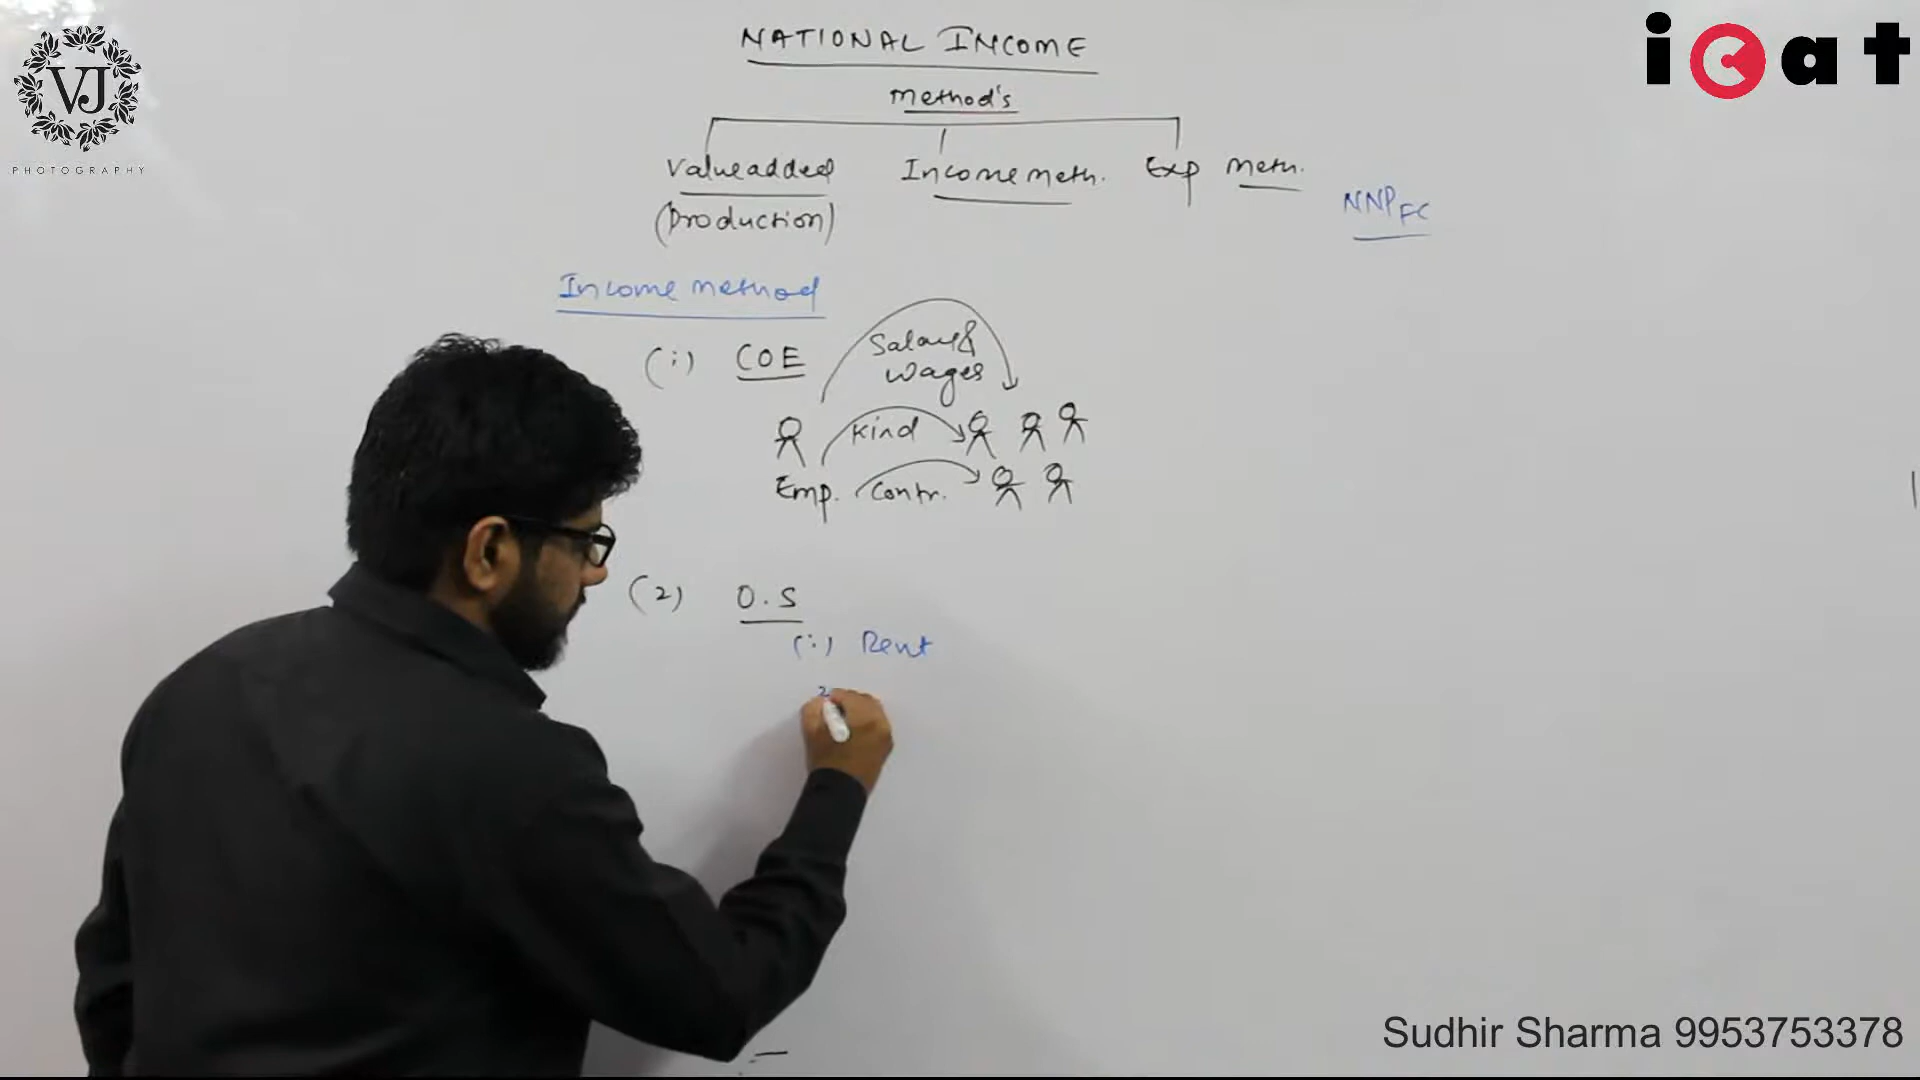 VJ
PHOTOGRAPHY
icat
NATIONAL INCOME
Method's
Valueadded Income meth. Exp meth.
(production)
NNPFC
Income method
(i) COE
Salary &
wages
Kind
Emp. Contr.
(2) O.S
(i) Rent
2
Sudhir Sharma 9953753378